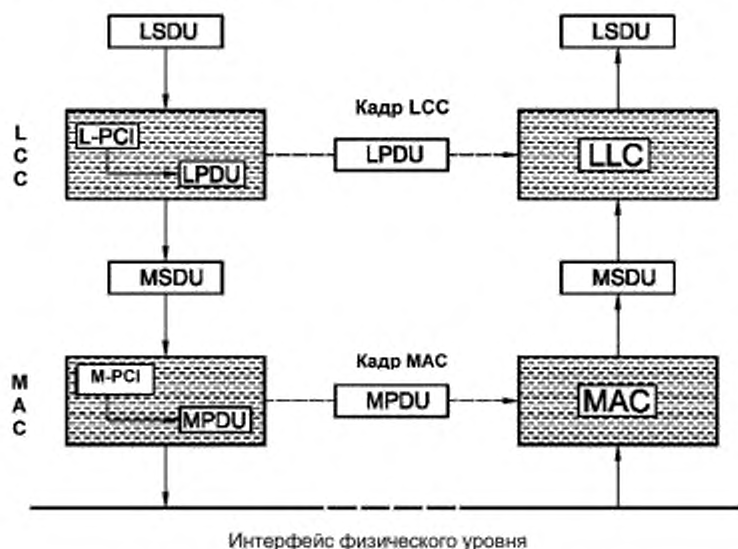 LSDU
LSDU
Кадр LCC
L
C
C
L-PCI
LPDU
LPDU
LLC
MSDU
MSDU
Кадр MAC
M
A
C
M-PCI
MPDU
MPDU
MAC
Интерфейс физического уровня